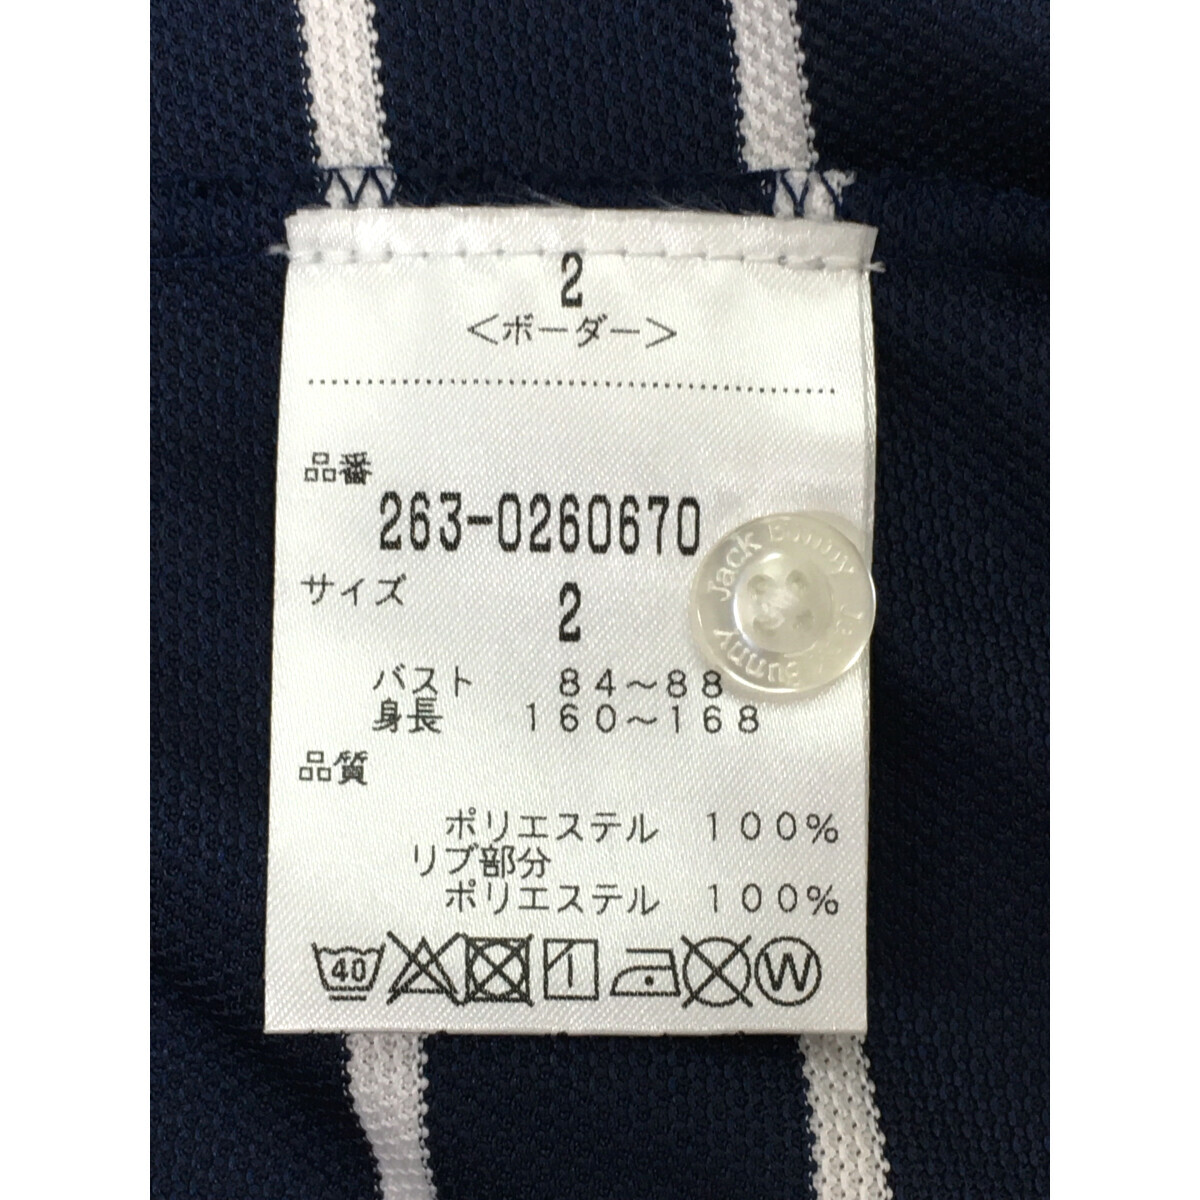 2
＜ボーダー＞
品番
263-0260670
サイズ
2
バスト 84～88
身長 160～168
品質
ポリエステル 100%
リブ部分
ポリエステル 100%
40
W
Jack Bunny
Bunny